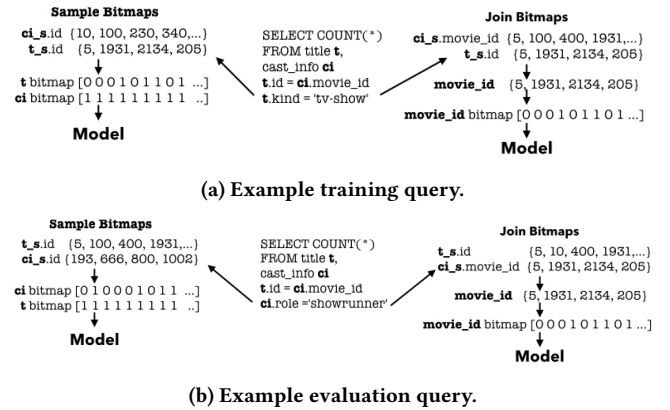 Sample Bitmaps
ci_s.id {10, 100, 230, 340,...}
t_s.id {5, 1931, 2134, 205}
t bitmap [0 0 0 1 0 1 1 0 1 ...]
ci bitmap [1 1 1 1 1 1 1 1 1 ..]
Model
SELECT COUNT(*)
FROM title t,
cast_info ci
t.id = ci.movie_id
t.kind = 'tv-show'
Join Bitmaps
ci_s.movie_id {5, 100, 400, 1931,...}
t_s.id {5, 1931, 2134, 205}
movie_id {5, 1931, 2134, 205}
movie_id bitmap [0 0 0 1 0 1 1 0 1 ...]
Model
(a) Example training query.
Sample Bitmaps
t_s.id {5, 100, 400, 1931,...}
ci_s.id {193, 666, 800, 1002}
ci bitmap [0 1 0 0 0 1 0 1 1 ...]
t bitmap [1 1 1 1 1 1 1 1 1 ..]
Model
SELECT COUNT(*)
FROM title t,
cast_info ci
t.id = ci.movie_id
ci.role ='showrunner'
Join Bitmaps
t_s.id {5, 10, 400, 1931,...}
ci_s.movie_id {5, 1931, 2134, 205}
movie_id {5, 1931, 2134, 205}
movie_id bitmap [0 0 0 1 0 1 1 0 1 ..]
Model
(b) Example evaluation query.